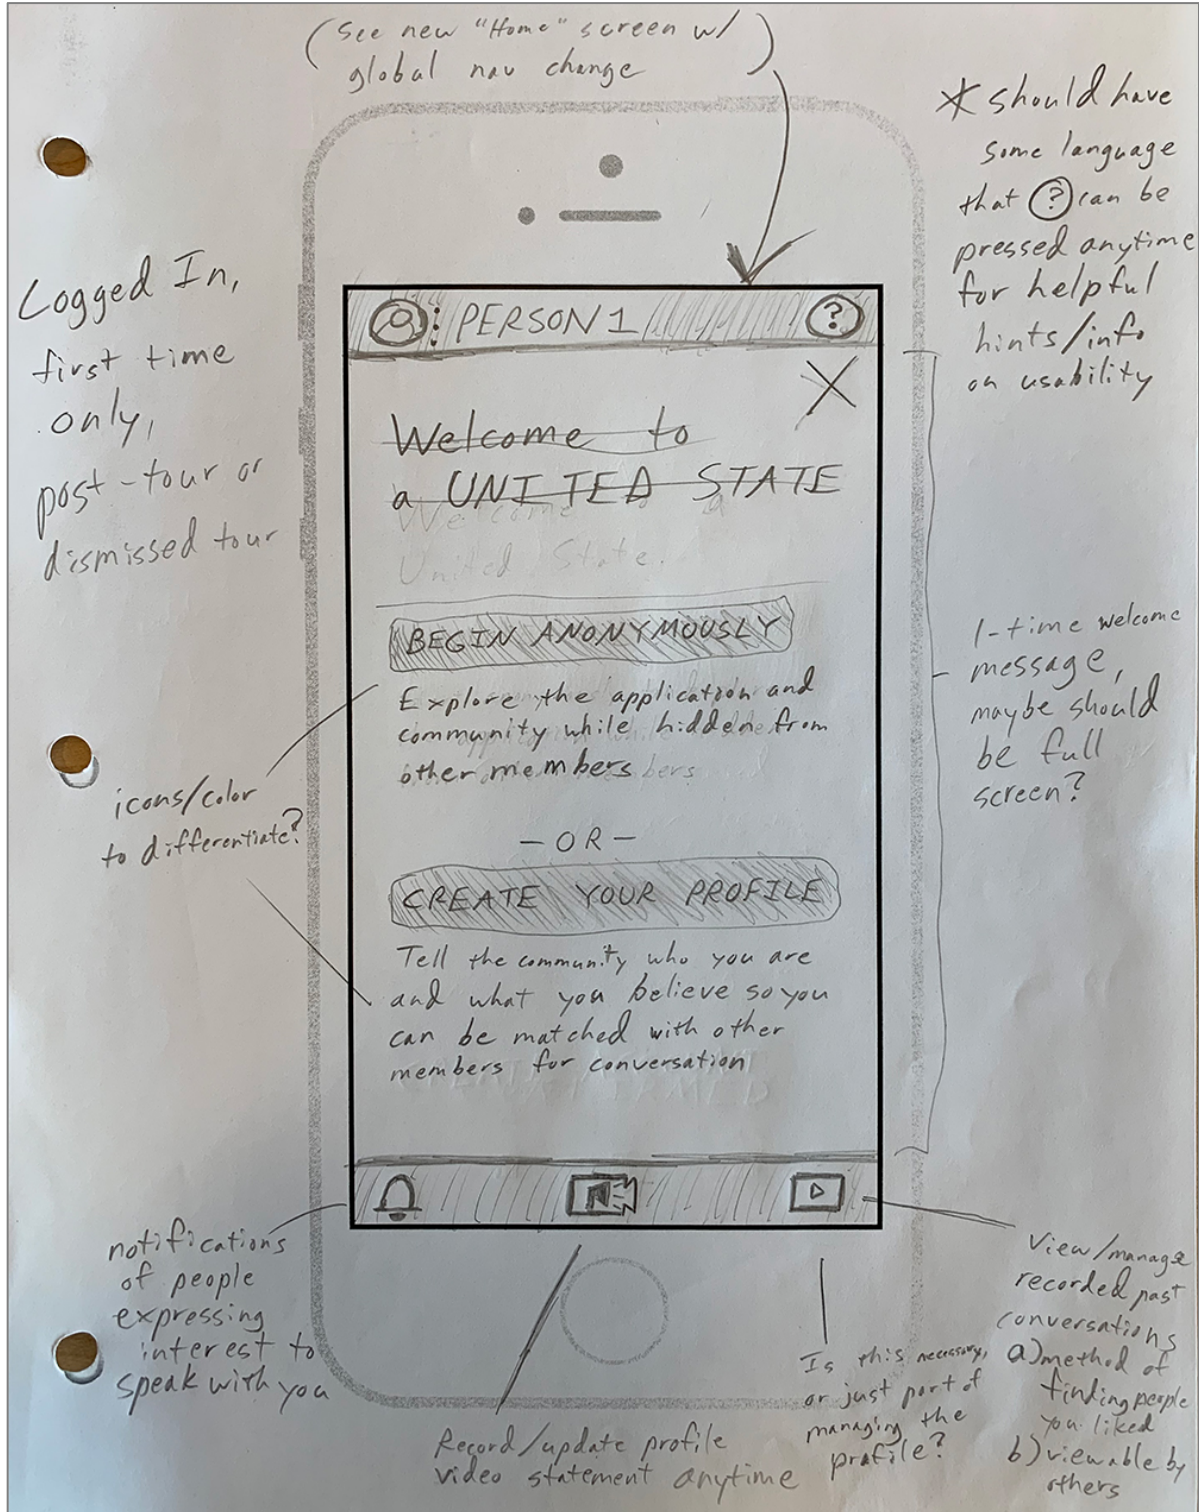 (see new "Home" screen w/
global nav change)
* should have
some language
that ? can be
pressed anytime
for helpful
hints/info
on usability
Logged In,
first time
only,
post-tour or
dismissed tour
PERSON 1
?
X
Welcome to
a UNITED STATE
Welcome to a
United State.
BEGIN ANONYMOUSLY
Explore the application and
community while hidden from
other members
icons/color
to differentiate?
1-time welcome
message,
maybe should
be full
screen?
- OR -
CREATE YOUR PROFILE
Tell the community who you are
and what you believe so you
can be matched with other
members for conversation
notifications
of people
expressing
interest to
speak with you
Record/update profile
video statement anytime
Is this necessary,
or just part of
managing the
profile?
View/manage
recorded past
conversations
a) method of
finding people
you liked
b) viewable by
others